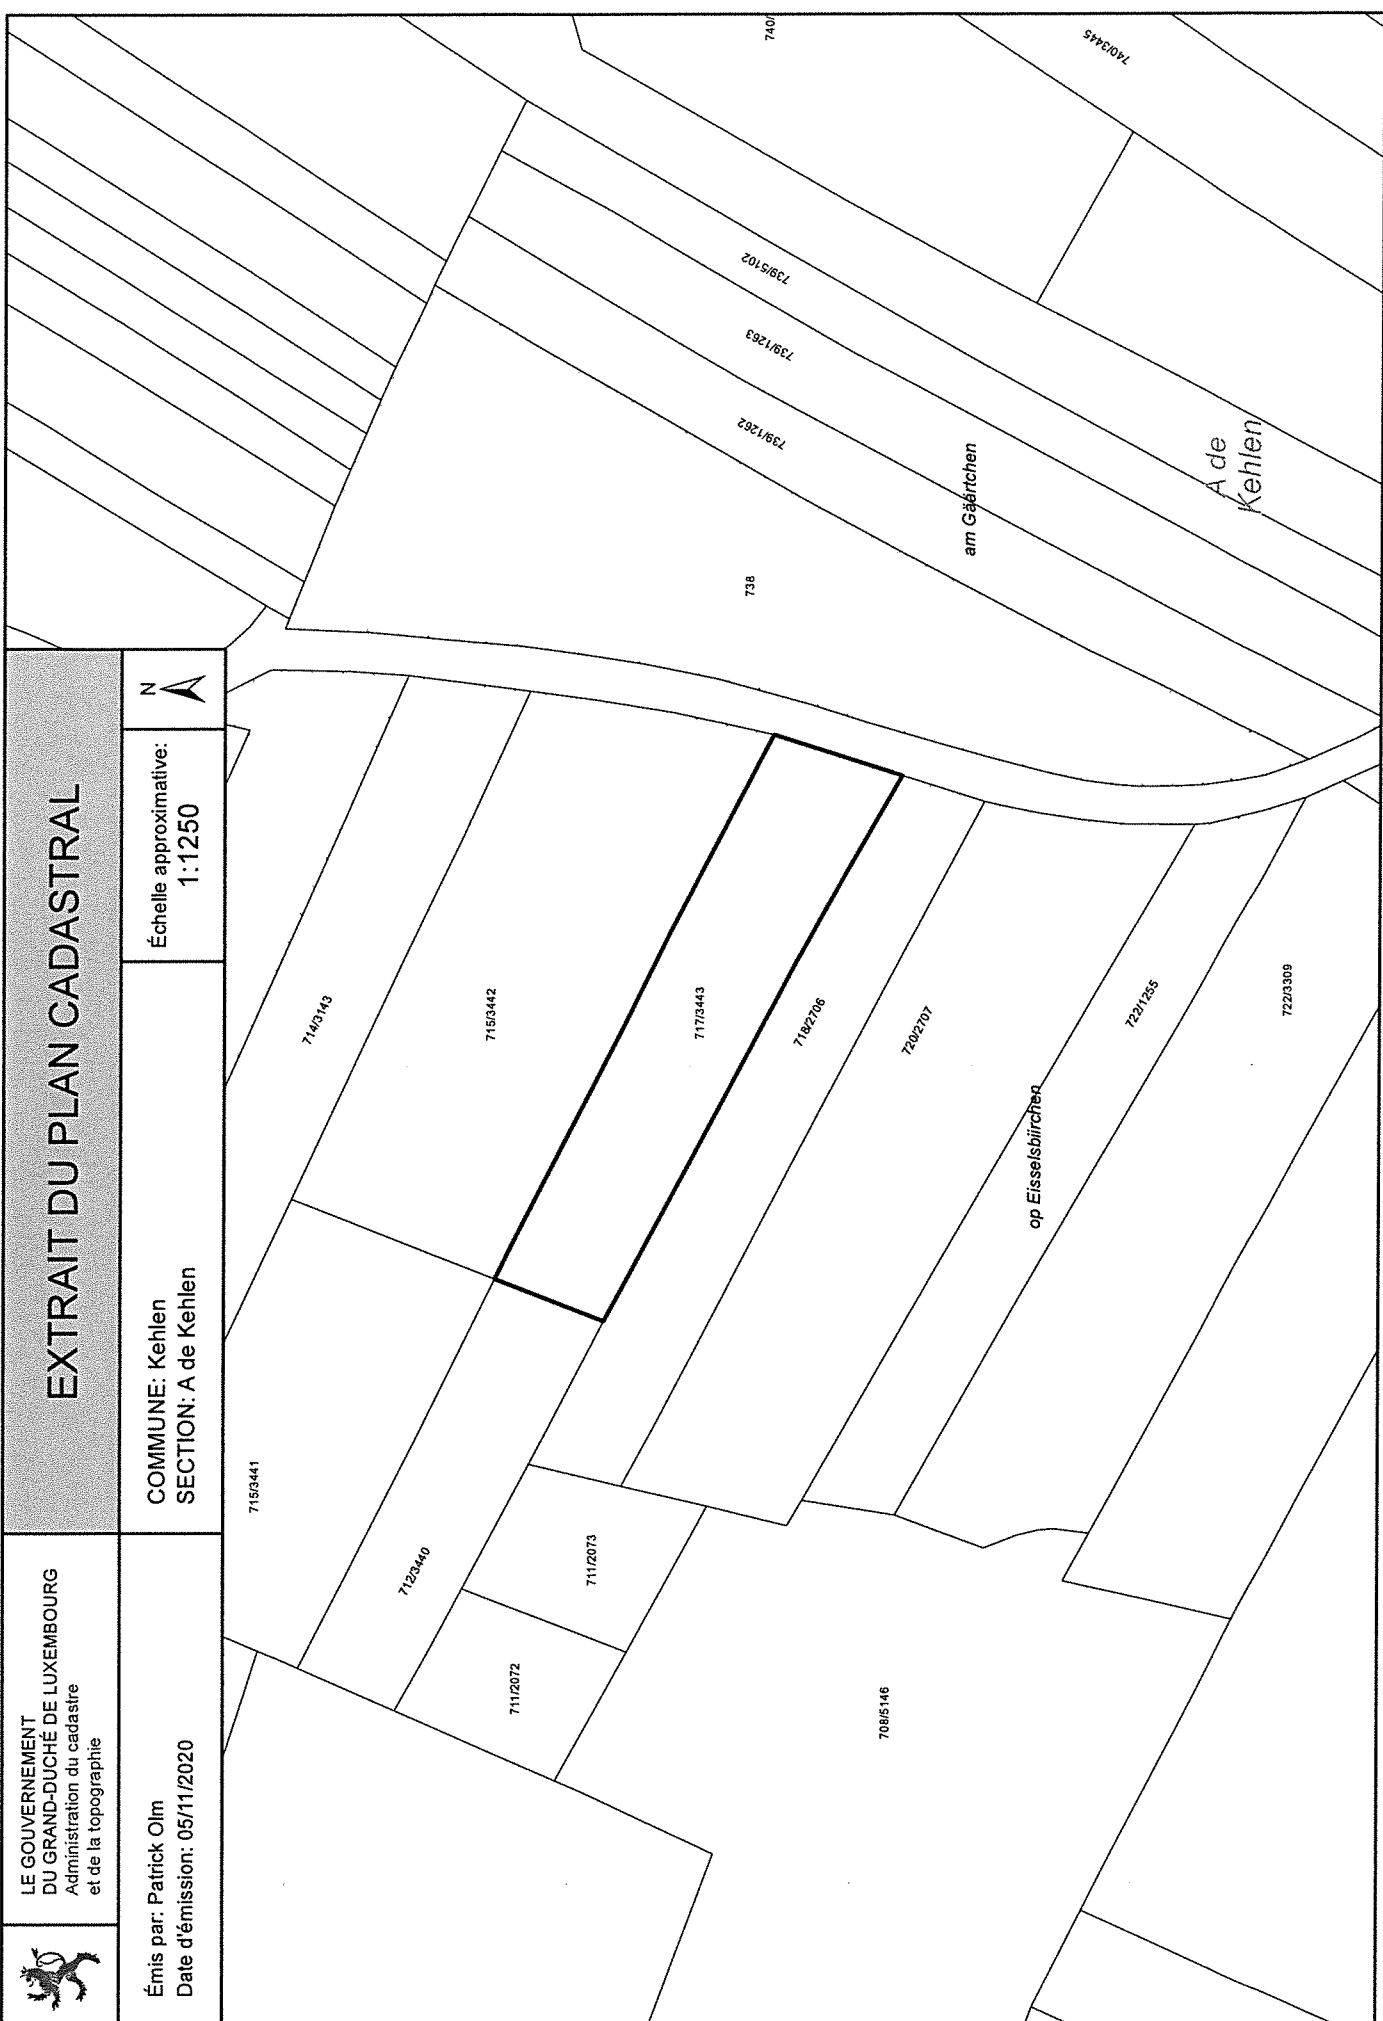 LE GOUVERNEMENT
DU GRAND-DUCHÉ DE LUXEMBOURG
Administration du cadastre
et de la topographie
EXTRAIT DU PLAN CADASTRAL
Émis par: Patrick Olm
Date d'émission: 05/11/2020
COMMUNE: Kehlen
SECTION: A de Kehlen
Échelle approximative:
1:1250
N
715/3441
714/3143
712/3440
715/3442
711/2072
711/2073
717/3443
738
739/5102
739/1263
739/1262
740/
718/2706
708/5146
720/2707
am Gäärtchen
op Eisselsbiirchen
740/3445
722/1255
A de
Kehlen
722/3309